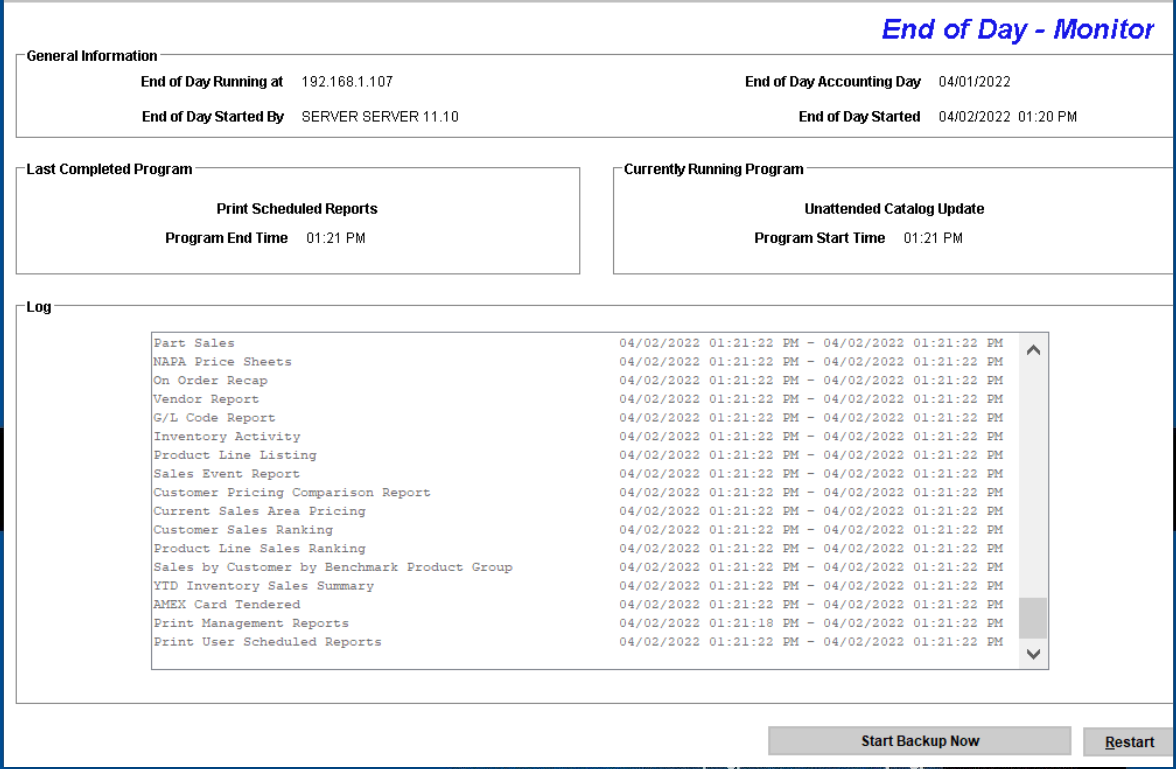 End of Day - Monitor
General Information
End of Day Running at 192.168.1.107 End of Day Accounting Day 04/01/2022
End of Day Started By SERVER SERVER 11.10 End of Day Started 04/02/2022 01:20 PM
Last Completed Program Currently Running Program
Print Scheduled Reports Unattended Catalog Update
Program End Time 01:21 PM Program Start Time 01:21 PM
Log
Part Sales 04/02/2022 01:21:22 PM - 04/02/2022 01:21:22 PM
NAPA Price Sheets 04/02/2022 01:21:22 PM - 04/02/2022 01:21:22 PM
On Order Recap 04/02/2022 01:21:22 PM - 04/02/2022 01:21:22 PM
Vendor Report 04/02/2022 01:21:22 PM - 04/02/2022 01:21:22 PM
G/L Code Report 04/02/2022 01:21:22 PM - 04/02/2022 01:21:22 PM
Inventory Activity 04/02/2022 01:21:22 PM - 04/02/2022 01:21:22 PM
Product Line Listing 04/02/2022 01:21:22 PM - 04/02/2022 01:21:22 PM
Sales Event Report 04/02/2022 01:21:22 PM - 04/02/2022 01:21:22 PM
Customer Pricing Comparison Report 04/02/2022 01:21:22 PM - 04/02/2022 01:21:22 PM
Current Sales Area Pricing 04/02/2022 01:21:22 PM - 04/02/2022 01:21:22 PM
Customer Sales Ranking 04/02/2022 01:21:22 PM - 04/02/2022 01:21:22 PM
Product Line Sales Ranking 04/02/2022 01:21:22 PM - 04/02/2022 01:21:22 PM
Sales by Customer by Benchmark Product Group 04/02/2022 01:21:22 PM - 04/02/2022 01:21:22 PM
YTD Inventory Sales Summary 04/02/2022 01:21:22 PM - 04/02/2022 01:21:22 PM
AMEX Card Tendered 04/02/2022 01:21:22 PM - 04/02/2022 01:21:22 PM
Print Management Reports 04/02/2022 01:21:18 PM - 04/02/2022 01:21:22 PM
Print User Scheduled Reports 04/02/2022 01:21:22 PM - 04/02/2022 01:21:22 PM
Start Backup Now Restart